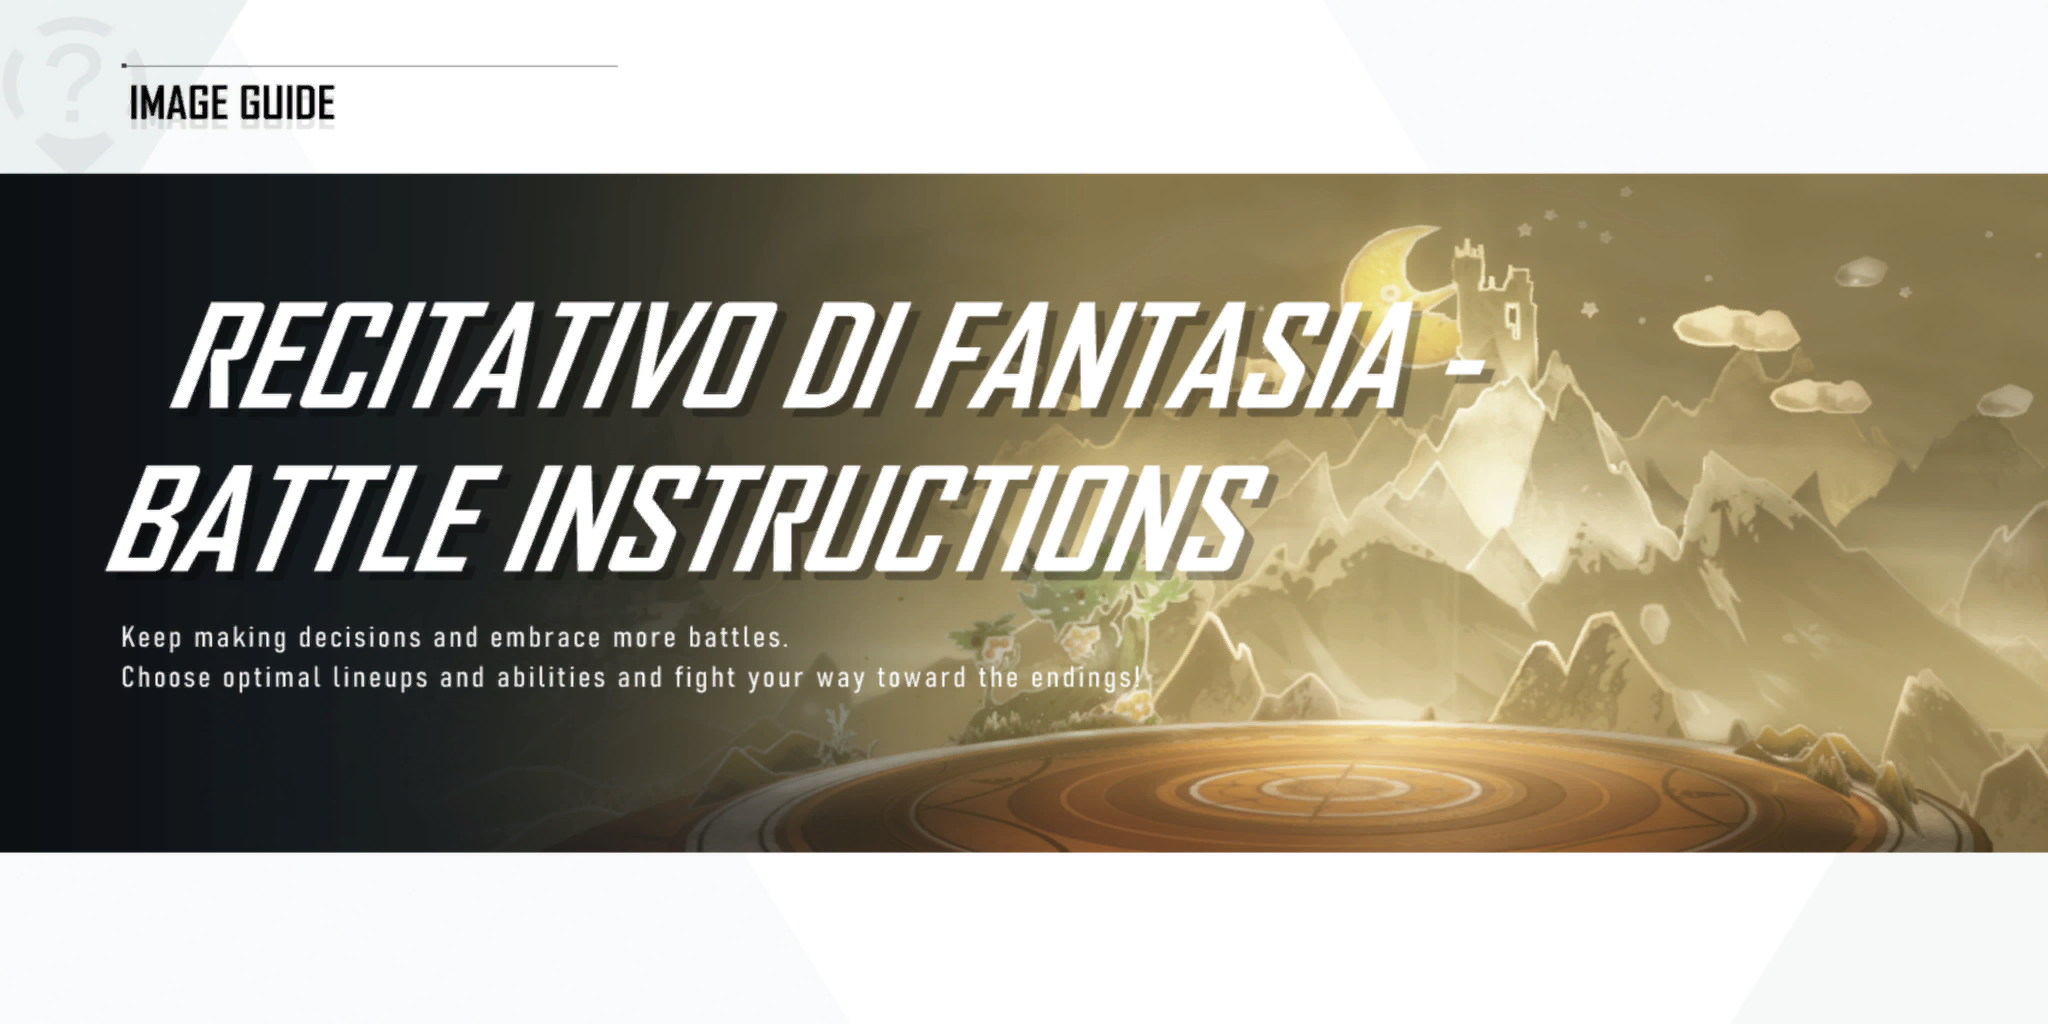 IMAGE GUIDE
RECITATIVO DI FANTASIA -
BATTLE INSTRUCTIONS
Keep making decisions and embrace more battles.
Choose optimal lineups and abilities and fight your way toward the endings!